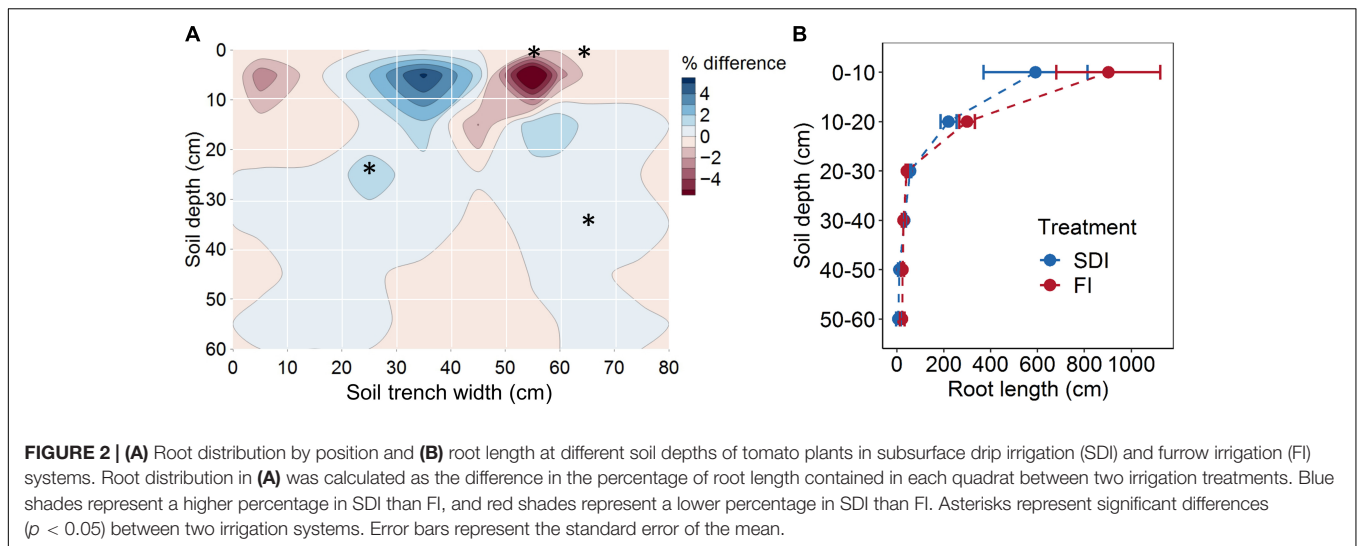 A
0
10
20
30
40
50
60
Soil depth (cm)
0 10 20 30 40 50 60 70 80
Soil trench width (cm)
* *
*
*
% difference
4
2
0
−2
−4
B
0-10
10-20
20-30
30-40
40-50
50-60
Soil depth (cm)
0 200 400 600 800 1000
Root length (cm)
Treatment
SDI
FI
FIGURE 2 | (A) Root distribution by position and (B) root length at different soil depths of tomato plants in subsurface drip irrigation (SDI) and furrow irrigation (FI)
systems. Root distribution in (A) was calculated as the difference in the percentage of root length contained in each quadrat between two irrigation treatments. Blue
shades represent a higher percentage in SDI than FI, and red shades represent a lower percentage in SDI than FI. Asterisks represent significant differences
(p < 0.05) between two irrigation systems. Error bars represent the standard error of the mean.